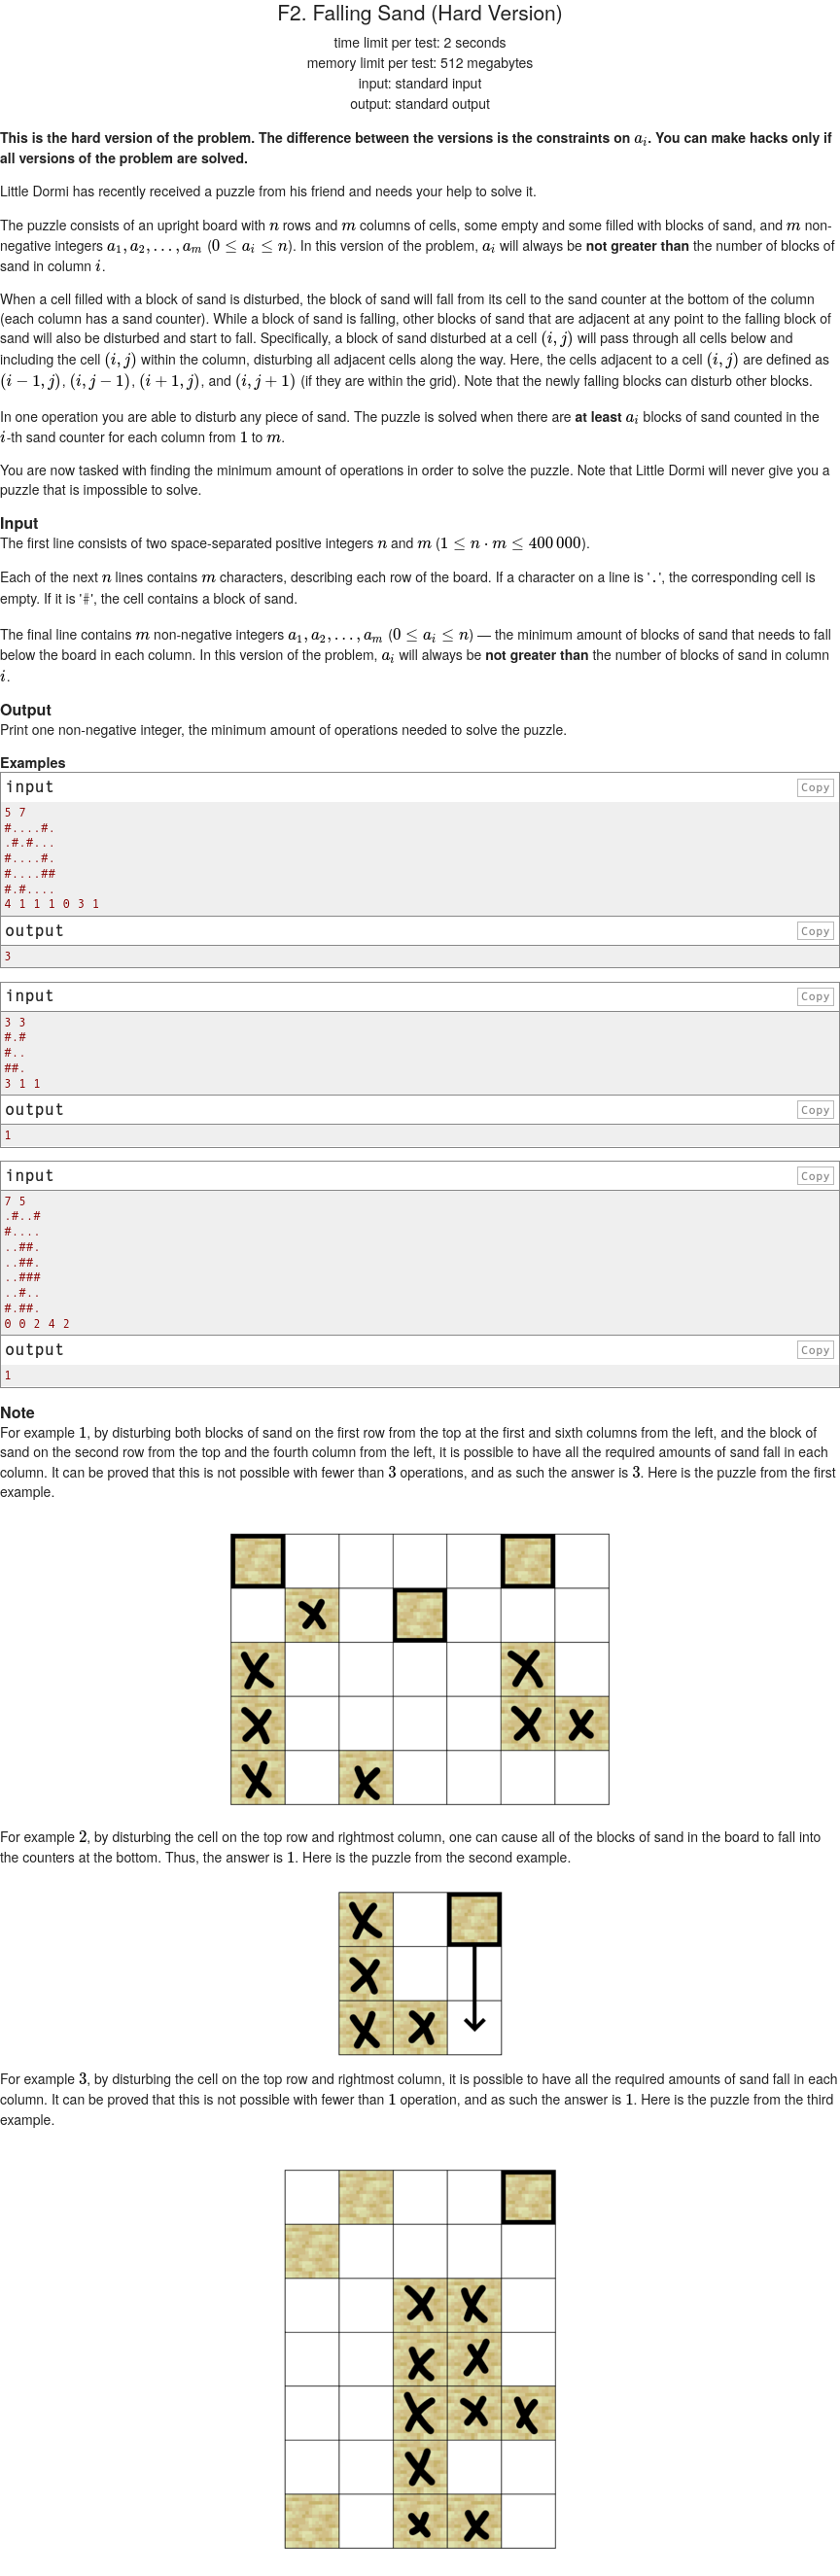 F2. Falling Sand (Hard Version)
time limit per test: 2 seconds
memory limit per test: 512 megabytes
input: standard input
output: standard output
This is the hard version of the problem. The difference between the versions is the constraints on a_i. You can make hacks only if
all versions of the problem are solved.
Little Dormi has recently received a puzzle from his friend and needs your help to solve it.
The puzzle consists of an upright board with n rows and m columns of cells, some empty and some filled with blocks of sand, and m non-
negative integers a_1, a_2, …, a_m (0 ≤ a_i ≤ n). In this version of the problem, a_i will always be not greater than the number of blocks of
sand in column i.
When a cell filled with a block of sand is disturbed, the block of sand will fall from its cell to the sand counter at the bottom of the column
(each column has a sand counter). While a block of sand is falling, other blocks of sand that are adjacent at any point to the falling block of
sand will also be disturbed and start to fall. Specifically, a block of sand disturbed at a cell (i, j) will pass through all cells below and
including the cell (i, j) within the column, disturbing all adjacent cells along the way. Here, the cells adjacent to a cell (i, j) are defined as
(i − 1, j), (i, j − 1), (i + 1, j), and (i, j + 1) (if they are within the grid). Note that the newly falling blocks can disturb other blocks.
In one operation you are able to disturb any piece of sand. The puzzle is solved when there are at least a_i blocks of sand counted in the
i-th sand counter for each column from 1 to m.
You are now tasked with finding the minimum amount of operations in order to solve the puzzle. Note that Little Dormi will never give you a
puzzle that is impossible to solve.
Input
The first line consists of two space-separated positive integers n and m (1 ≤ n · m ≤ 400 000).
Each of the next n lines contains m characters, describing each row of the board. If a character on a line is '.', the corresponding cell is
empty. If it is '#', the cell contains a block of sand.
The final line contains m non-negative integers a_1, a_2, …, a_m (0 ≤ a_i ≤ n) — the minimum amount of blocks of sand that needs to fall
below the board in each column. In this version of the problem, a_i will always be not greater than the number of blocks of sand in column
i.
Output
Print one non-negative integer, the minimum amount of operations needed to solve the puzzle.
Examples
input Copy
5 7
#....#.
.#.#...
#....#.
#....##
#.#....
4 1 1 1 0 3 1
output Copy
3
input Copy
3 3
#.#
#..
##.
3 1 1
output Copy
1
input Copy
7 5
.#..#
#....
..##.
..##.
..###
..#..
#.##.
0 0 2 4 2
output Copy
1
Note
For example 1, by disturbing both blocks of sand on the first row from the top at the first and sixth columns from the left, and the block of
sand on the second row from the top and the fourth column from the left, it is possible to have all the required amounts of sand fall in each
column. It can be proved that this is not possible with fewer than 3 operations, and as such the answer is 3. Here is the puzzle from the first
example.
For example 2, by disturbing the cell on the top row and rightmost column, one can cause all of the blocks of sand in the board to fall into
the counters at the bottom. Thus, the answer is 1. Here is the puzzle from the second example.
For example 3, by disturbing the cell on the top row and rightmost column, it is possible to have all the required amounts of sand fall in each
column. It can be proved that this is not possible with fewer than 1 operation, and as such the answer is 1. Here is the puzzle from the third
example.